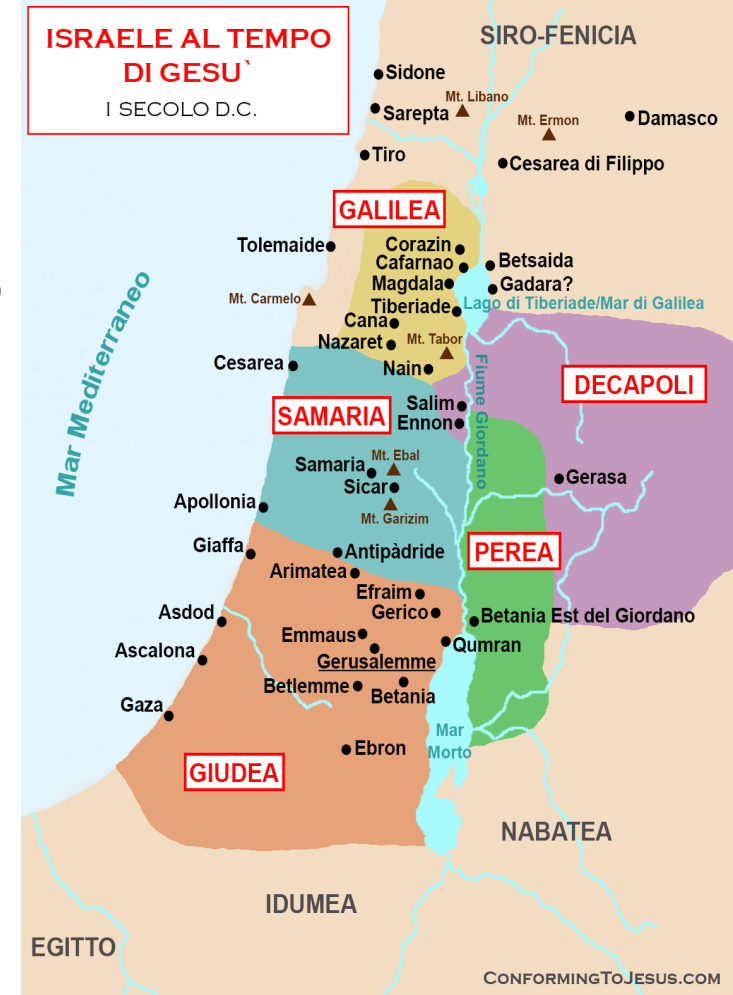 ISRAELE AL TEMPO
DI GESU`
I SECOLO D.C.
SIRO-FENICIA
Sidone
Mt. Libano
Sarepta
Mt. Ermon
Damasco
Tiro
Cesarea di Filippo
GALILEA
Tolemaide
Corazin
Cafarnao
Betsaida
Magdala
Gadara?
Mt. Carmelo
Tiberiade
Lago di Tiberiade/Mar di Galilea
Cana
Nazaret
Mt. Tabor
Mar Mediterraneo
Cesarea
Nain
Fiume Giordano
DECAPOLI
SAMARIA
Salim
Ennon
Mt. Ebal
Samaria
Sicar
Gerasa
Apollonia
Mt. Garizim
Giaffa
Antipàdride
PEREA
Arimatea
Efraim
Asdod
Gerico
Betania Est del Giordano
Emmaus
Qumran
Ascalona
Gerusalemme
Betlemme
Betania
Gaza
Mar
Morto
Ebron
GIUDEA
NABATEA
IDUMEA
EGITTO
CONFORMINGTOJESUS.COM